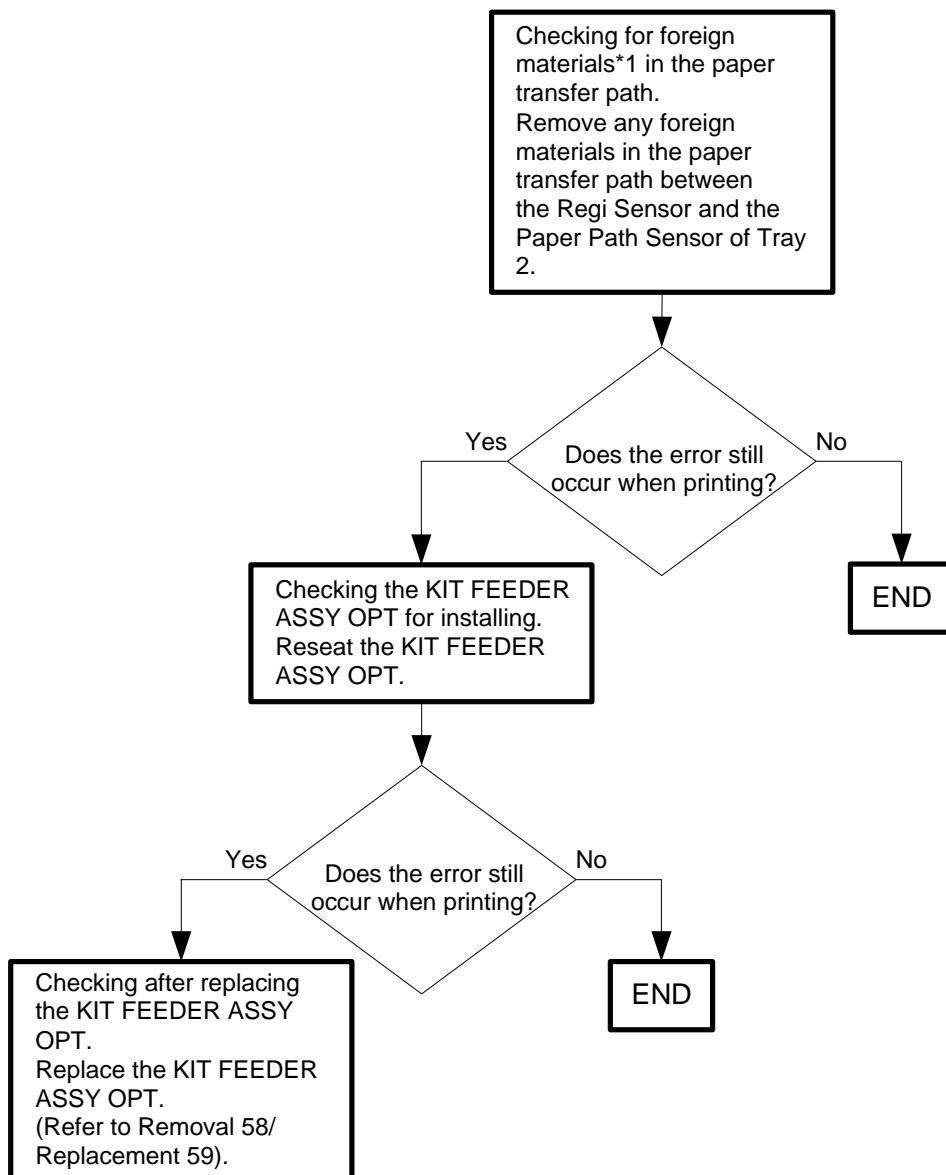 Checking for foreign
materials*1 in the paper
transfer path.
Remove any foreign
materials in the paper
transfer path between
the Regi Sensor and the
Paper Path Sensor of Tray
2.
Yes
No
Does the error still
occur when printing?
Checking the KIT FEEDER
ASSY OPT for installing.
Reseat the KIT FEEDER
ASSY OPT.
END
Yes
No
Does the error still
occur when printing?
Checking after replacing
the KIT FEEDER ASSY
OPT.
Replace the KIT FEEDER
ASSY OPT.
(Refer to Removal 58/
Replacement 59).
END